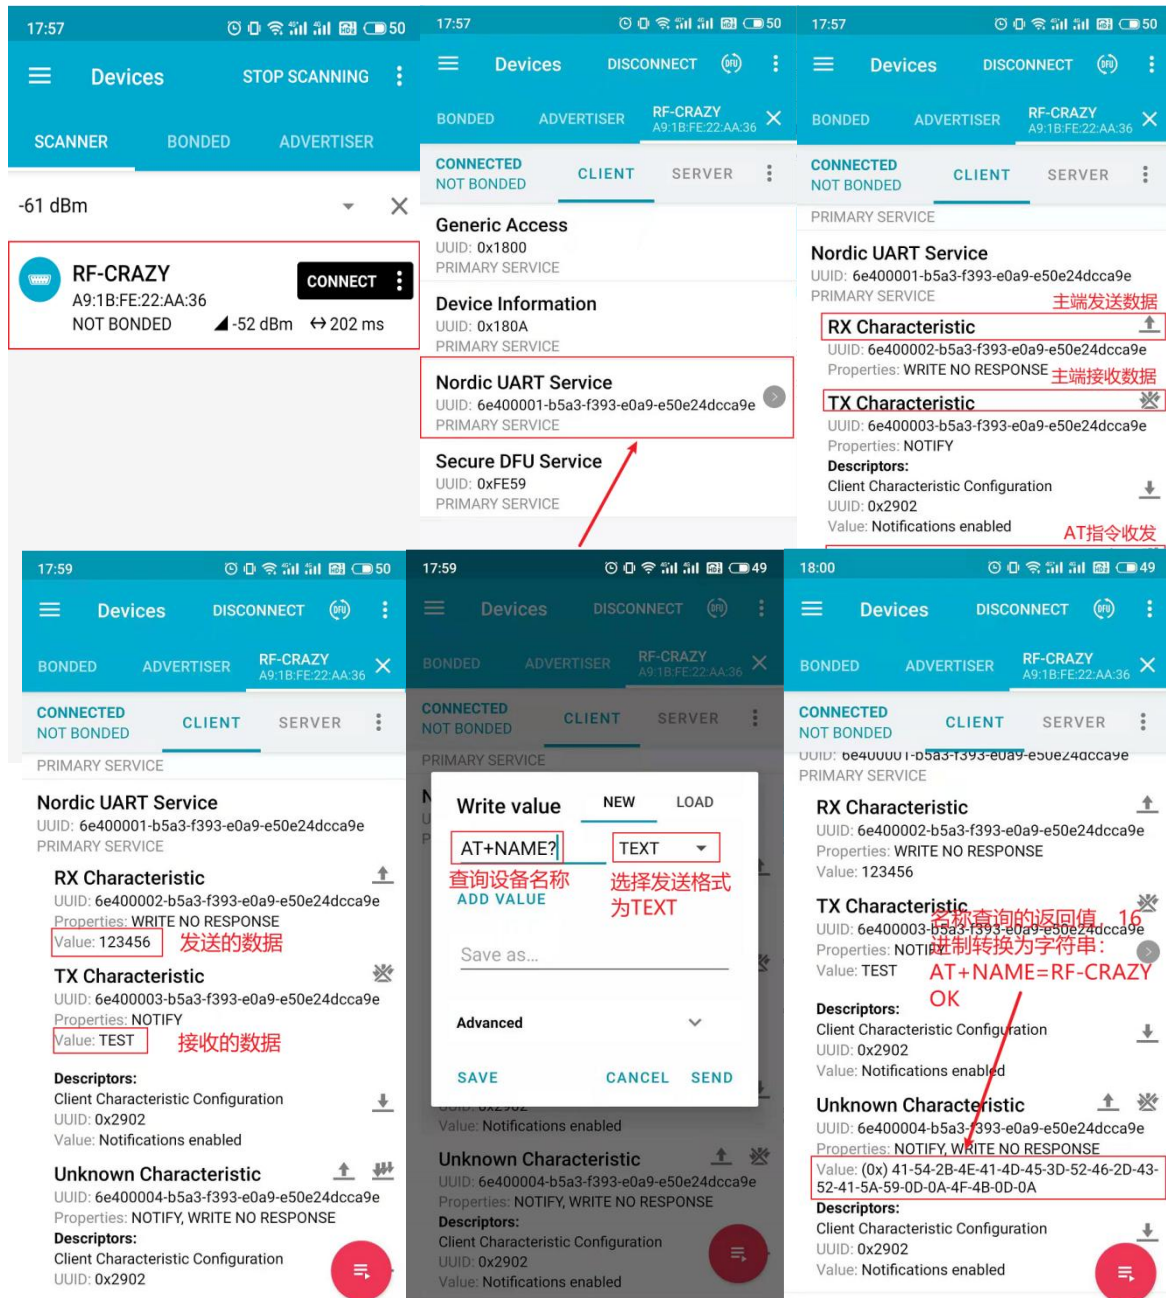 17:57
50
Devices
STOP SCANNING
SCANNER
BONDED
ADVERTISER
-61 dBm
RF-CRAZY
CONNECT
A9:1B:FE:22:AA:36
NOT BONDED
-52 dBm
202 ms
17:57
50
Devices
DISCONNECT
DFU
BONDED
ADVERTISER
RF-CRAZY
A9:1B:FE:22:AA:36
CONNECTED
NOT BONDED
CLIENT
SERVER
Generic Access
UUID: 0x1800
PRIMARY SERVICE
Device Information
UUID: 0x180A
PRIMARY SERVICE
Nordic UART Service
UUID: 6e400001-b5a3-f393-e0a9-e50e24dcca9e
PRIMARY SERVICE
Secure DFU Service
UUID: 0xFE59
PRIMARY SERVICE
17:57
50
Devices
DISCONNECT
DFU
BONDED
ADVERTISER
RF-CRAZY
A9:1B:FE:22:AA:36
CONNECTED
NOT BONDED
CLIENT
SERVER
PRIMARY SERVICE
Nordic UART Service
UUID: 6e400001-b5a3-f393-e0a9-e50e24dcca9e
PRIMARY SERVICE
主端发送数据
RX Characteristic
UUID: 6e400002-b5a3-f393-e0a9-e50e24dcca9e
Properties: WRITE NO RESPONSE
主端接收数据
TX Characteristic
UUID: 6e400003-b5a3-f393-e0a9-e50e24dcca9e
Properties: NOTIFY
Descriptors:
Client Characteristic Configuration
UUID: 0x2902
Value: Notifications enabled
AT指令收发
17:59
50
Devices
DISCONNECT
DFU
BONDED
ADVERTISER
RF-CRAZY
A9:1B:FE:22:AA:36
CONNECTED
NOT BONDED
CLIENT
SERVER
PRIMARY SERVICE
Nordic UART Service
UUID: 6e400001-b5a3-f393-e0a9-e50e24dcca9e
PRIMARY SERVICE
RX Characteristic
UUID: 6e400002-b5a3-f393-e0a9-e50e24dcca9e
Properties: WRITE NO RESPONSE
Value: 123456
发送的数据
TX Characteristic
UUID: 6e400003-b5a3-f393-e0a9-e50e24dcca9e
Properties: NOTIFY
Value: TEST
接收的数据
Descriptors:
Client Characteristic Configuration
UUID: 0x2902
Value: Notifications enabled
Unknown Characteristic
UUID: 6e400004-b5a3-f393-e0a9-e50e24dcca9e
Properties: NOTIFY, WRITE NO RESPONSE
Descriptors:
Client Characteristic Configuration
UUID: 0x2902
17:59
49
Devices
DISCONNECT
DFU
BONDED
ADVERTISER
RF-CRAZY
A9:1B:FE:22:AA:36
CONNECTED
NOT BONDED
CLIENT
SERVER
PRIMARY SERVICE
Write value
NEW
LOAD
AT+NAME?
TEXT
查询设备名称
选择发送格式
为TEXT
ADD VALUE
Save as...
Advanced
SAVE
CANCEL
SEND
UUID: 0x2902
Value: Notifications enabled
Unknown Characteristic
UUID: 6e400004-b5a3-f393-e0a9-e50e24dcca9e
Properties: NOTIFY, WRITE NO RESPONSE
Descriptors:
Client Characteristic Configuration
UUID: 0x2902
Value: Notifications enabled
18:00
49
Devices
DISCONNECT
DFU
BONDED
ADVERTISER
RF-CRAZY
A9:1B:FE:22:AA:36
CONNECTED
NOT BONDED
CLIENT
SERVER
UUID: 6e400001-b5a3-f393-e0a9-e50e24dcca9e
PRIMARY SERVICE
RX Characteristic
UUID: 6e400002-b5a3-f393-e0a9-e50e24dcca9e
Properties: WRITE NO RESPONSE
Value: 123456
TX Characteristic
UUID: 6e400003-b5a3-f393-e0a9-e50e24dcca9e
Properties: NOTIFY
Value: TEST
名称查询的返回值，16
进制转换为字符串：
AT+NAME=RF-CRAZY
OK
Descriptors:
Client Characteristic Configuration
UUID: 0x2902
Value: Notifications enabled
Unknown Characteristic
UUID: 6e400004-b5a3-f393-e0a9-e50e24dcca9e
Properties: NOTIFY, WRITE NO RESPONSE
Value: (0x) 41-54-2B-4E-41-4D-45-3D-52-46-2D-43-
52-41-5A-59-0D-0A-4F-4B-0D-0A
Descriptors:
Client Characteristic Configuration
UUID: 0x2902
Value: Notifications enabled